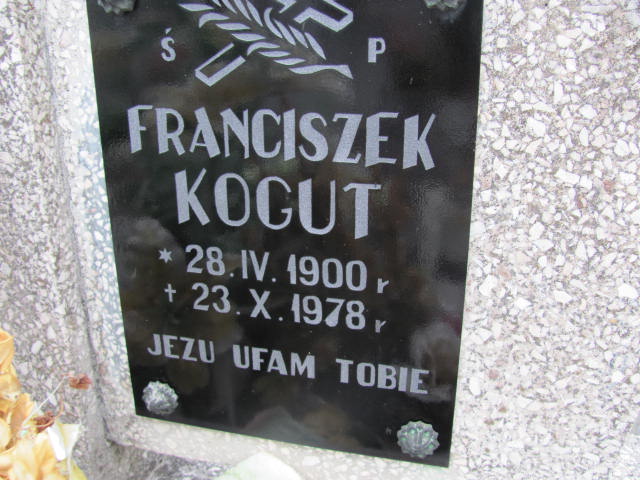 Ś P
FRANCISZEK
KOGUT
* 28. IV. 1900 r
† 23. X. 1978 r
JEZU UFAM TOBIE